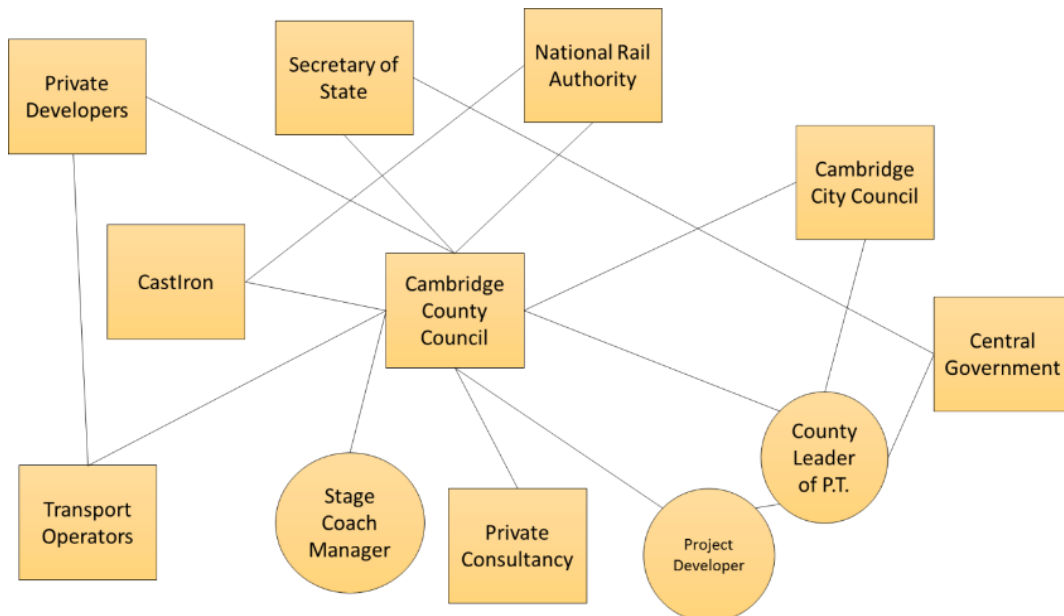 Private
Developers
Secretary of
State
National Rail
Authority
Cambridge
City Council
CastIron
Cambridge
County
Council
Central
Government
County
Leader
of P.T.
Transport
Operators
Stage
Coach
Manager
Private
Consultancy
Project
Developer